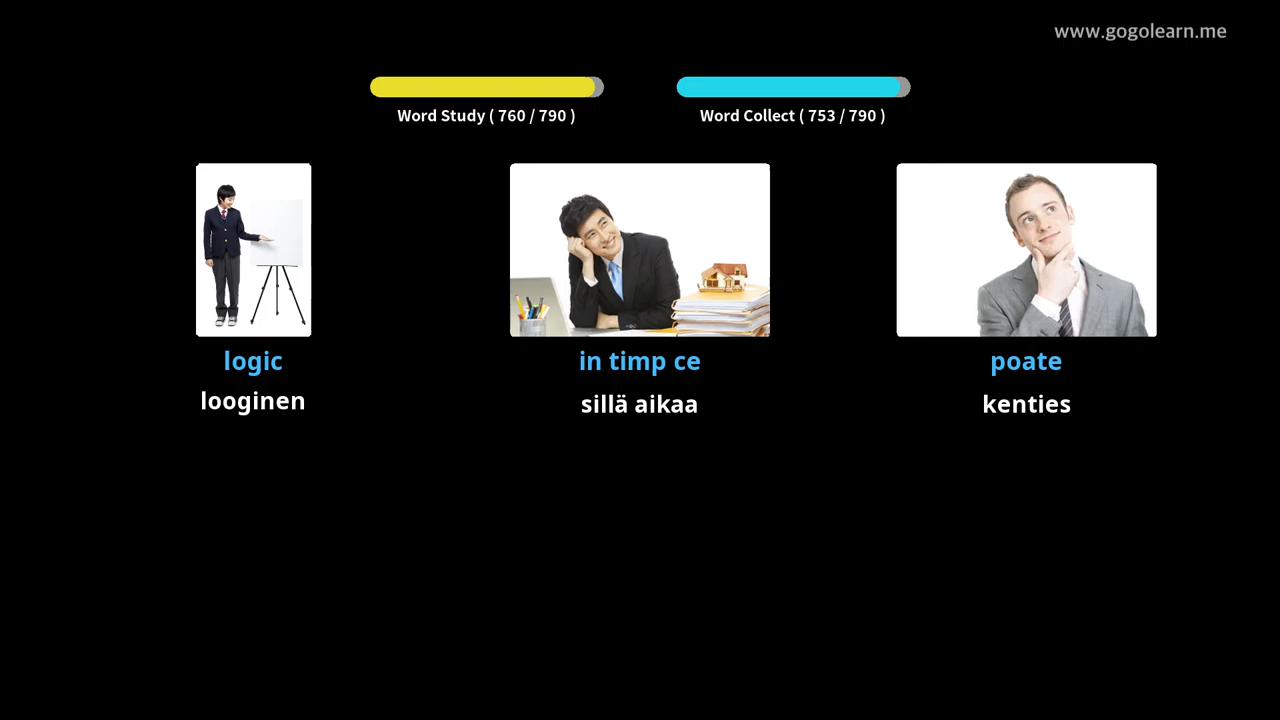 www.gogolearn.me
Word Study ( 760 / 790 )
Word Collect ( 753 / 790 )
logic
looginen
in timp ce
sillä aikaa
poate
kenties